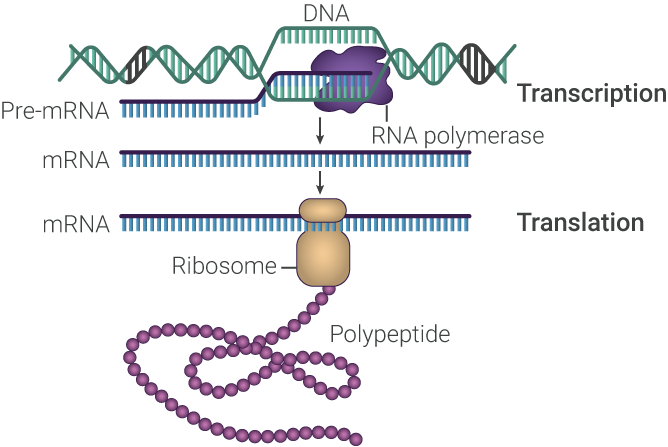 DNA
Transcription
Pre-mRNA
RNA polymerase
mRNA
mRNA
Translation
Ribosome
Polypeptide